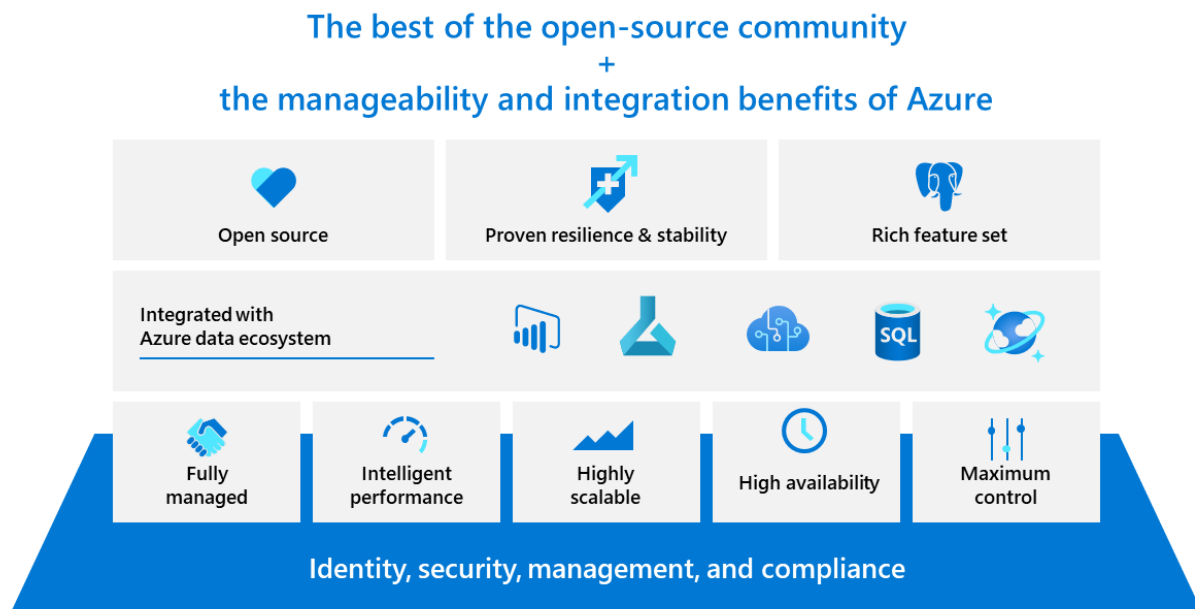 The best of the open-source community
+
the manageability and integration benefits of Azure
Open source
Proven resilience & stability
Rich feature set
Integrated with
Azure data ecosystem
SQL
Fully
managed
Intelligent
performance
Highly
scalable
High availability
Maximum
control
Identity, security, management, and compliance